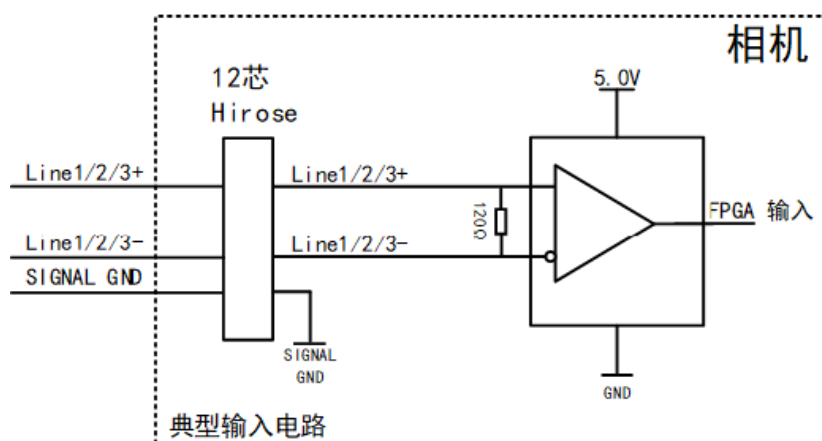 相机
12芯
Hirose
5.0V
Line1/2/3+
Line1/2/3+
120Ω
FPGA 输入
Line1/2/3-
Line1/2/3-
SIGNAL GND
SIGNAL
GND
GND
典型输入电路